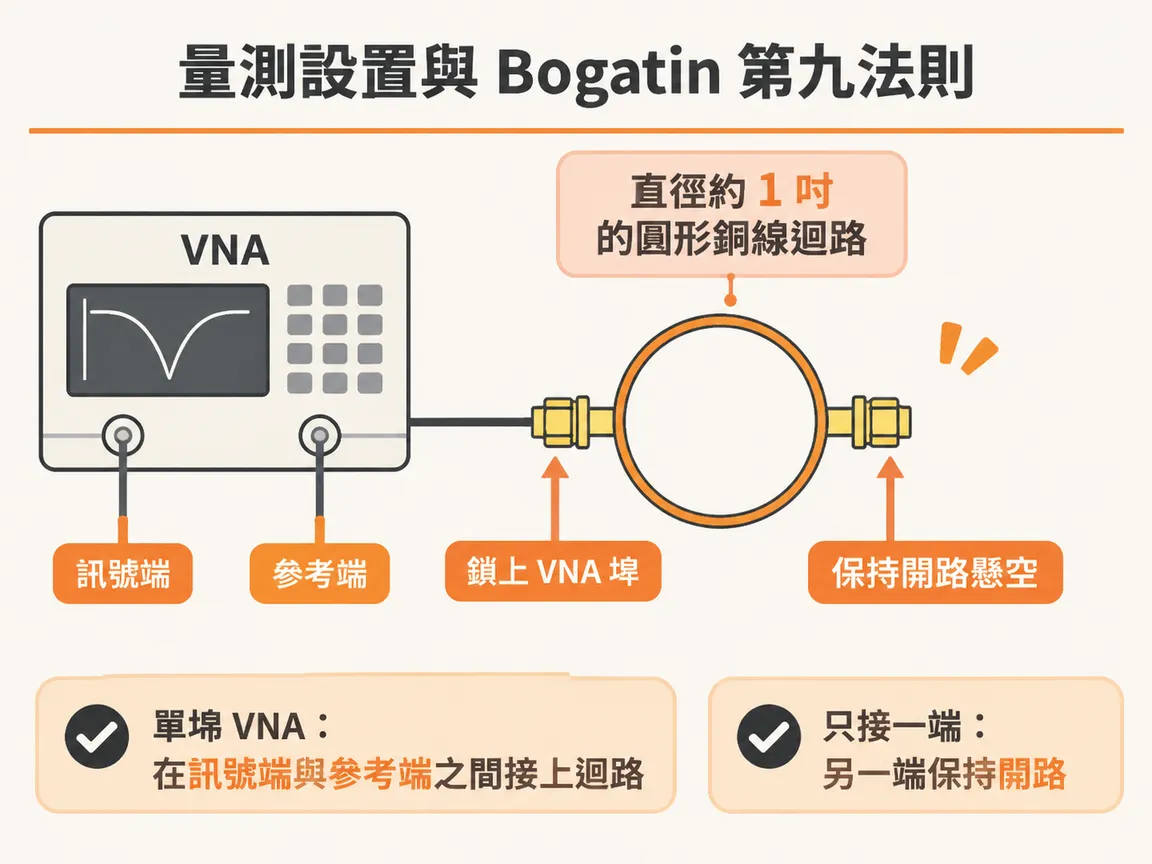 量測設置與 Bogatin 第九法則
直徑約 1 吋
的圓形銅線迴路
VNA
訊號端
參考端
鎖上 VNA 埠
保持開路懸空
單埠 VNA：
在訊號端與參考端之間接上迴路
只接一端：
另一端保持開路